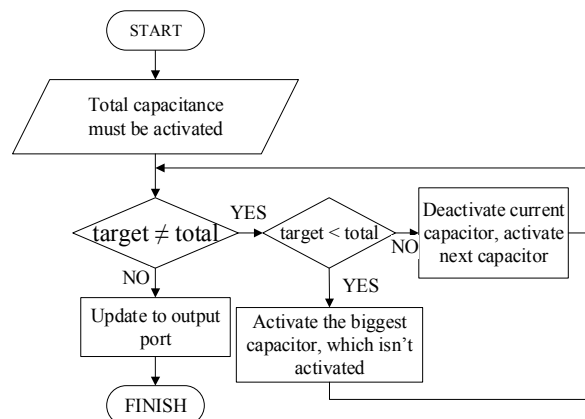 START
Total capacitance
must be activated
target ≠ total
YES
target < total
NO
Deactivate current
capacitor, activate
next capacitor
NO
YES
Update to output
port
Activate the biggest
capacitor, which isn't
activated
FINISH